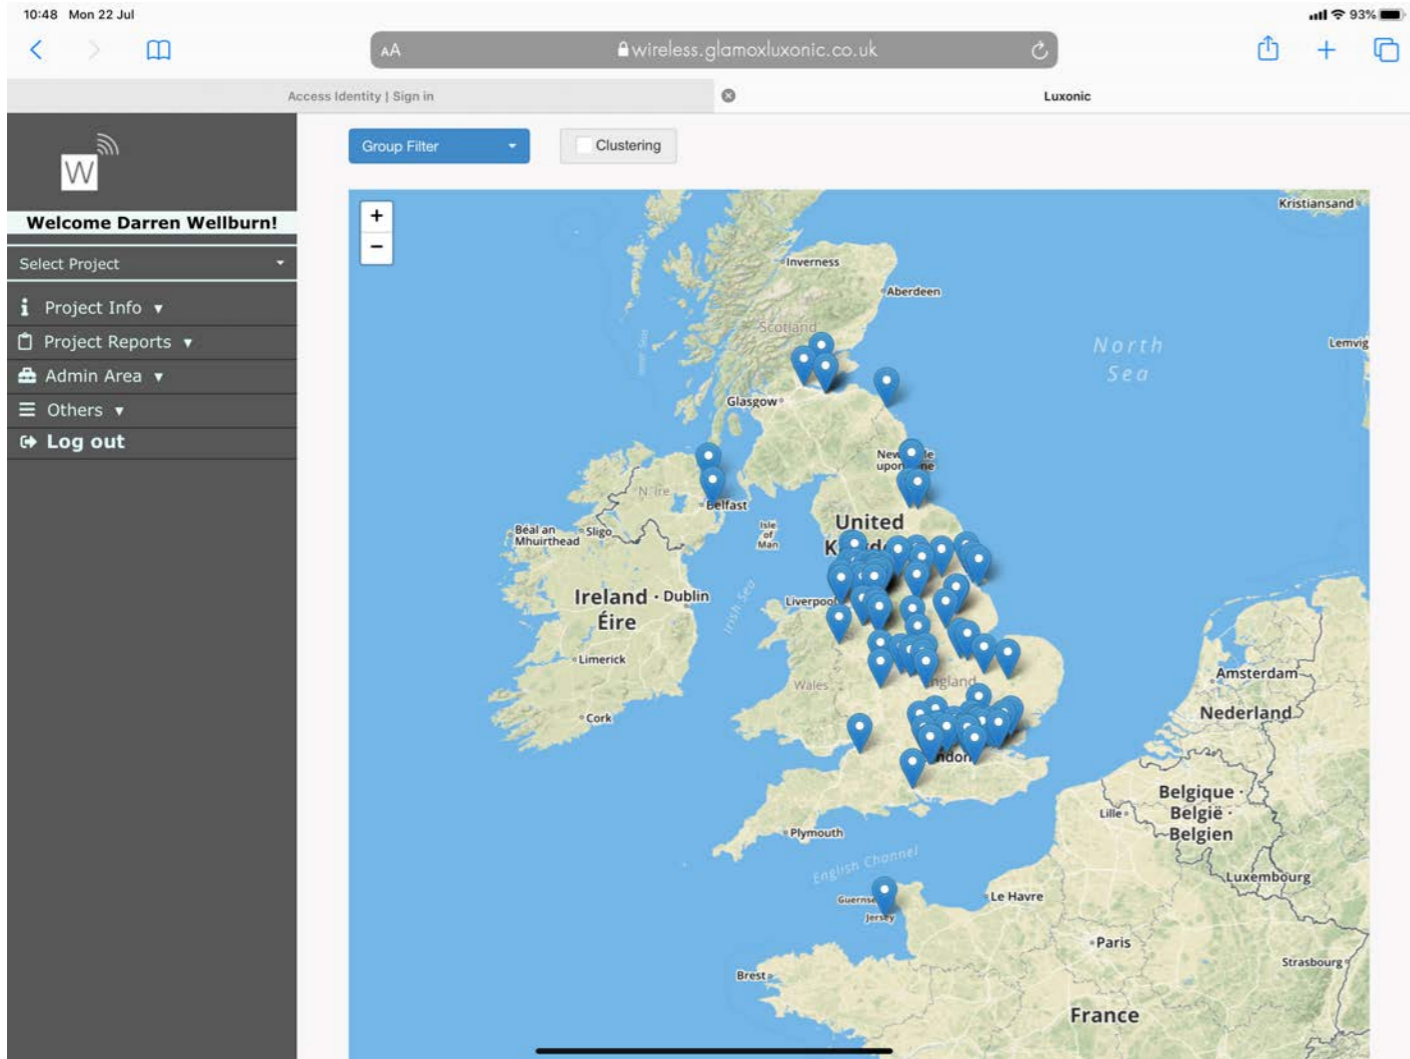 10:48 Mon 22 Jul
93%
AA
wireless.glamoxluxonic.co.uk
Access Identity | Sign in
Luxonic
W
Welcome Darren Wellburn!
Select Project
Project Info
Project Reports
Admin Area
Others
Log out
Group Filter
Clustering
+
−
Kristiansand
Inverness
Aberdeen
Scotland
North
Sea
Lemvig
Glasgow
N. Ire
Belfast
Béal an
Mhuirthead
Sligo
Isle
of
Man
United
Ireland
Éire
Dublin
Irish Sea
Liverpool
Limerick
Wales
Cork
Amsterdam
Nederland
Plymouth
English Channel
Belgique ·
België ·
Belgien
Lille
Luxembourg
Le Havre
Jersey
Paris
Strasbourg
Brest
France